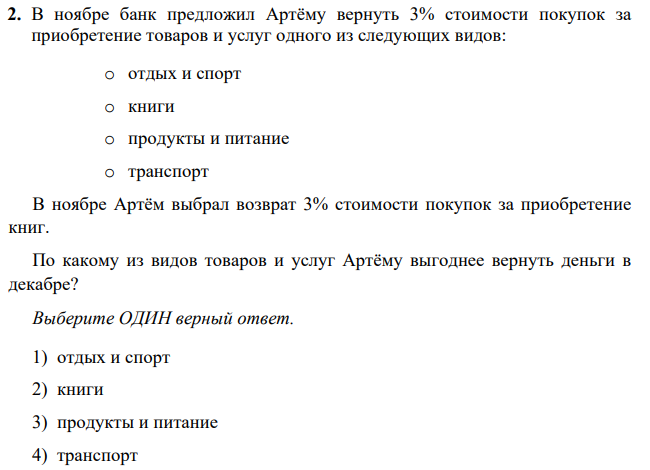 2. В ноябре банк предложил Артёму вернуть 3% стоимости покупок за
приобретение товаров и услуг одного из следующих видов:
o отдых и спорт
o книги
o продукты и питание
o транспорт
В ноябре Артём выбрал возврат 3% стоимости покупок за приобретение
книг.
По какому из видов товаров и услуг Артёму выгоднее вернуть деньги в
декабре?
Выберите ОДИН верный ответ.
1) отдых и спорт
2) книги
3) продукты и питание
4) транспорт